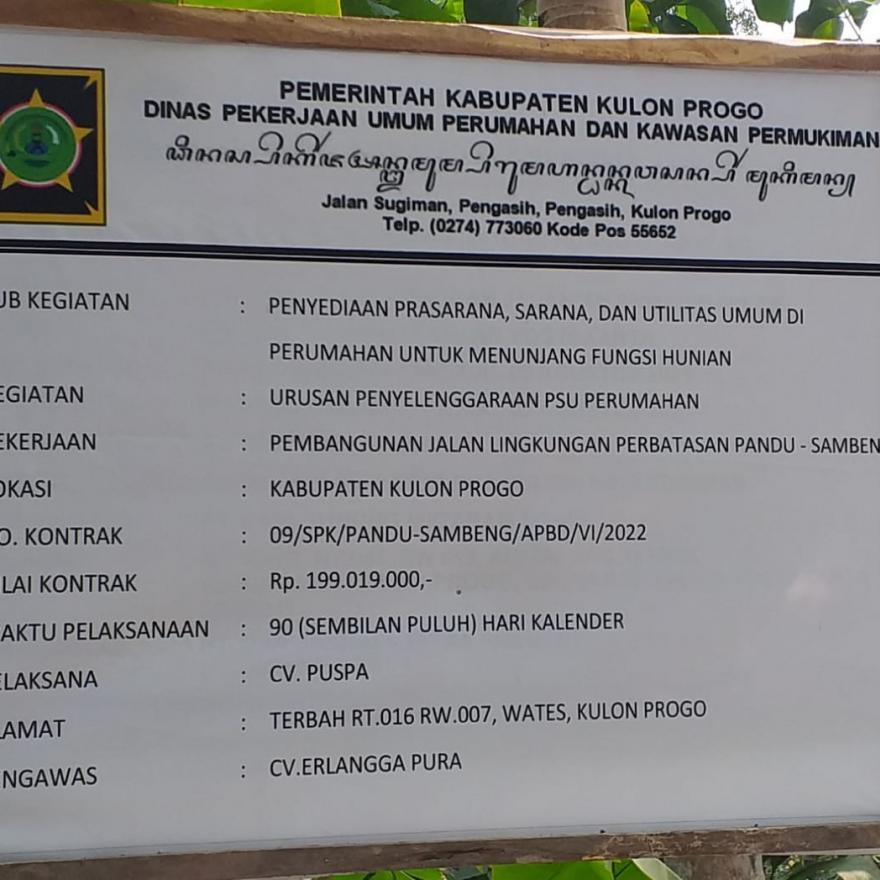 PEMERINTAH KABUPATEN KULON PROGO
DINAS PEKERJAAN UMUM PERUMAHAN DAN KAWASAN PERMUKIMAN
Jalan Sugiman, Pengasih, Pengasih, Kulon Progo
Telp. (0274) 773060 Kode Pos 55652
UB KEGIATAN : PENYEDIAAN PRASARANA, SARANA, DAN UTILITAS UMUM DI
PERUMAHAN UNTUK MENUNJANG FUNGSI HUNIAN
EGIATAN : URUSAN PENYELENGGARAAN PSU PERUMAHAN
EKERJAAN : PEMBANGUNAN JALAN LINGKUNGAN PERBATASAN PANDU - SAMBEN
OKASI : KABUPATEN KULON PROGO
O. KONTRAK : 09/SPK/PANDU-SAMBENG/APBD/VI/2022
LAI KONTRAK : Rp. 199.019.000,-
AKTU PELAKSANAAN : 90 (SEMBILAN PULUH) HARI KALENDER
ELAKSANA : CV. PUSPA
LAMAT : TERBAH RT.016 RW.007, WATES, KULON PROGO
NGAWAS : CV.ERLANGGA PURA